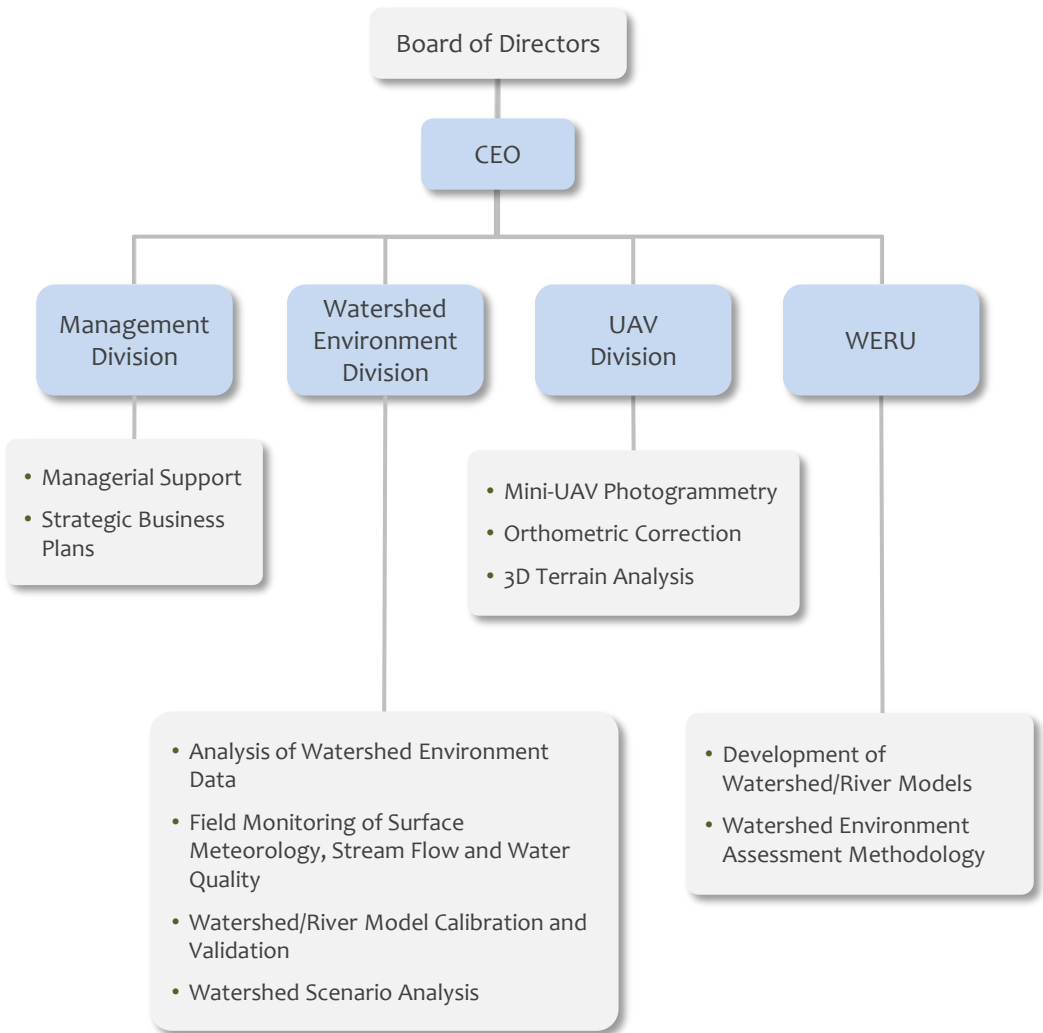 Board of Directors
CEO
Management
Division
Watershed
Environment
Division
UAV
Division
WERU
• Managerial Support
• Strategic Business
Plans
• Mini-UAV Photogrammetry
• Orthometric Correction
• 3D Terrain Analysis
• Analysis of Watershed Environment
Data
• Field Monitoring of Surface
Meteorology, Stream Flow and Water
Quality
• Watershed/River Model Calibration and
Validation
• Watershed Scenario Analysis
• Development of
Watershed/River Models
• Watershed Environment
Assessment Methodology